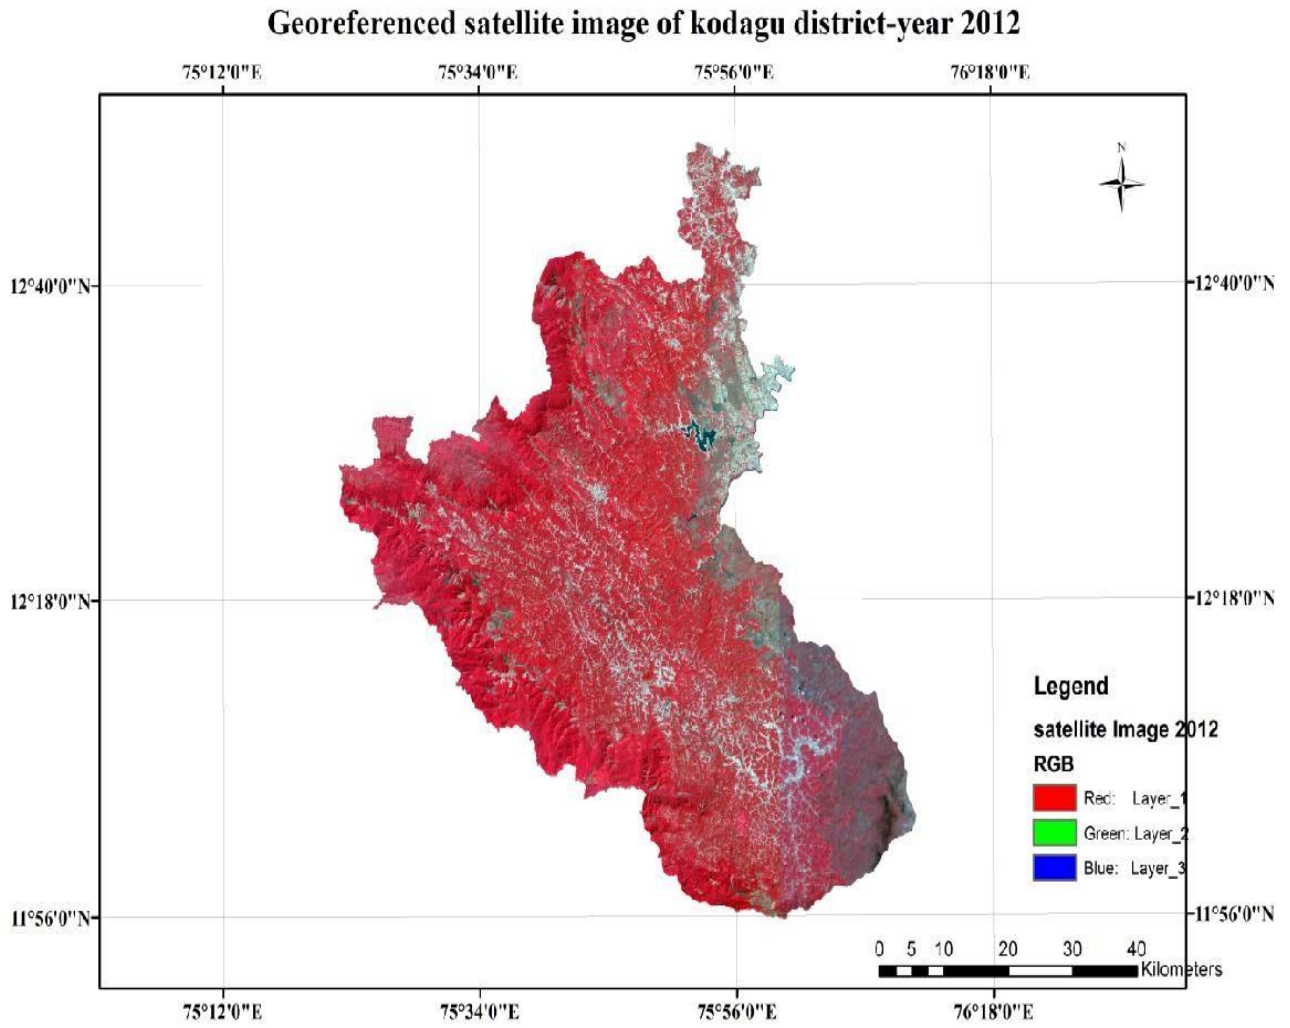 Georeferenced satellite image of kodagu district-year 2012
75°12'0"E 75°34'0"E 75°56'0"E 76°18'0"E
N
12°40'0"N 12°40'0"N
12°18'0"N 12°18'0"N
Legend
satellite Image 2012
RGB
Red: Layer_1
Green: Layer_2
Blue: Layer_3
11°56'0"N 11°56'0"N
0 5 10 20 30 40
Kilometers
75°12'0"E 75°34'0"E 75°56'0"E 76°18'0"E